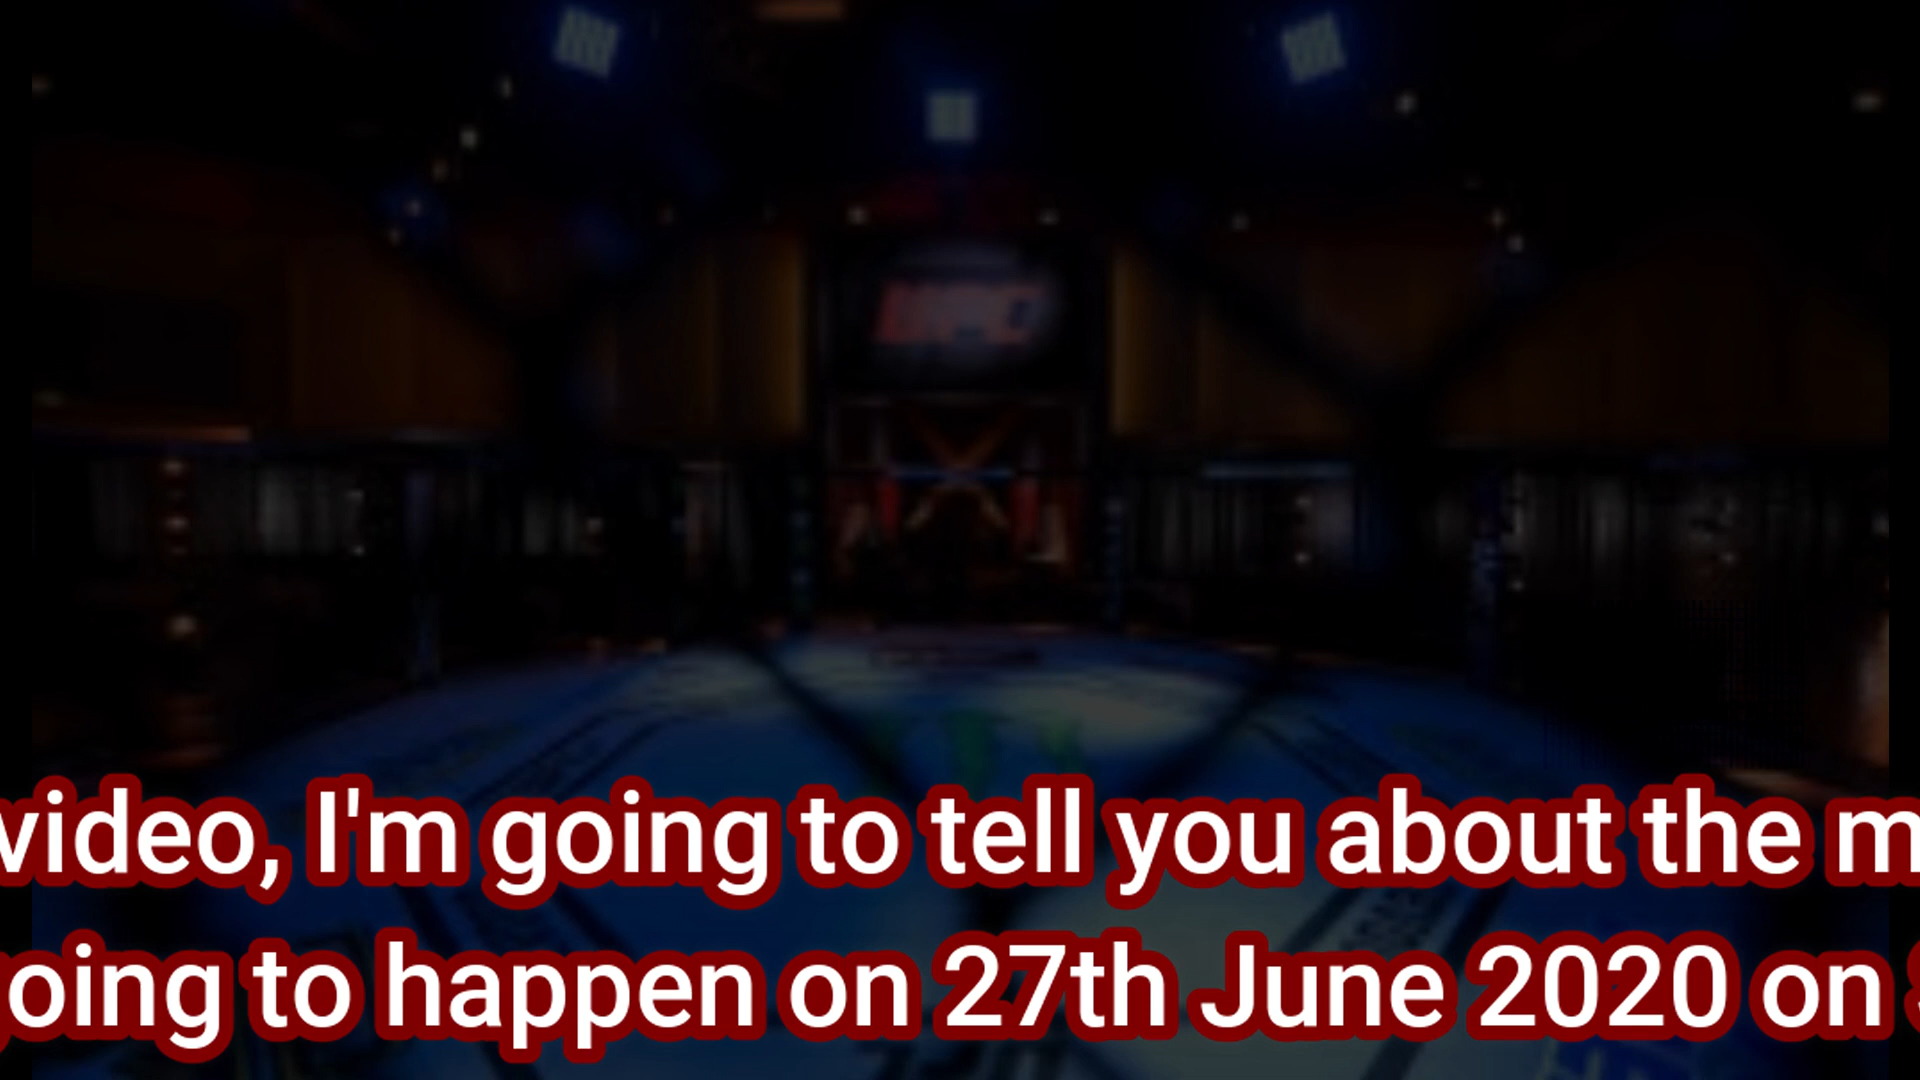 video, I'm going to tell you about the m
oing to happen on 27th June 2020 on